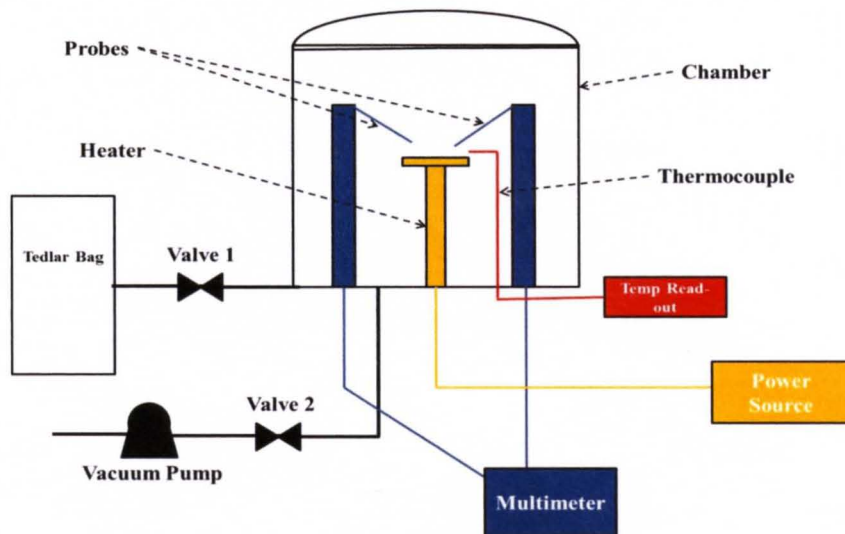 Probes
Chamber
Heater
Thermocouple
Tedlar Bag
Valve 1
Temp Read-
out
Power
Source
Valve 2
Vacuum Pump
Multimeter